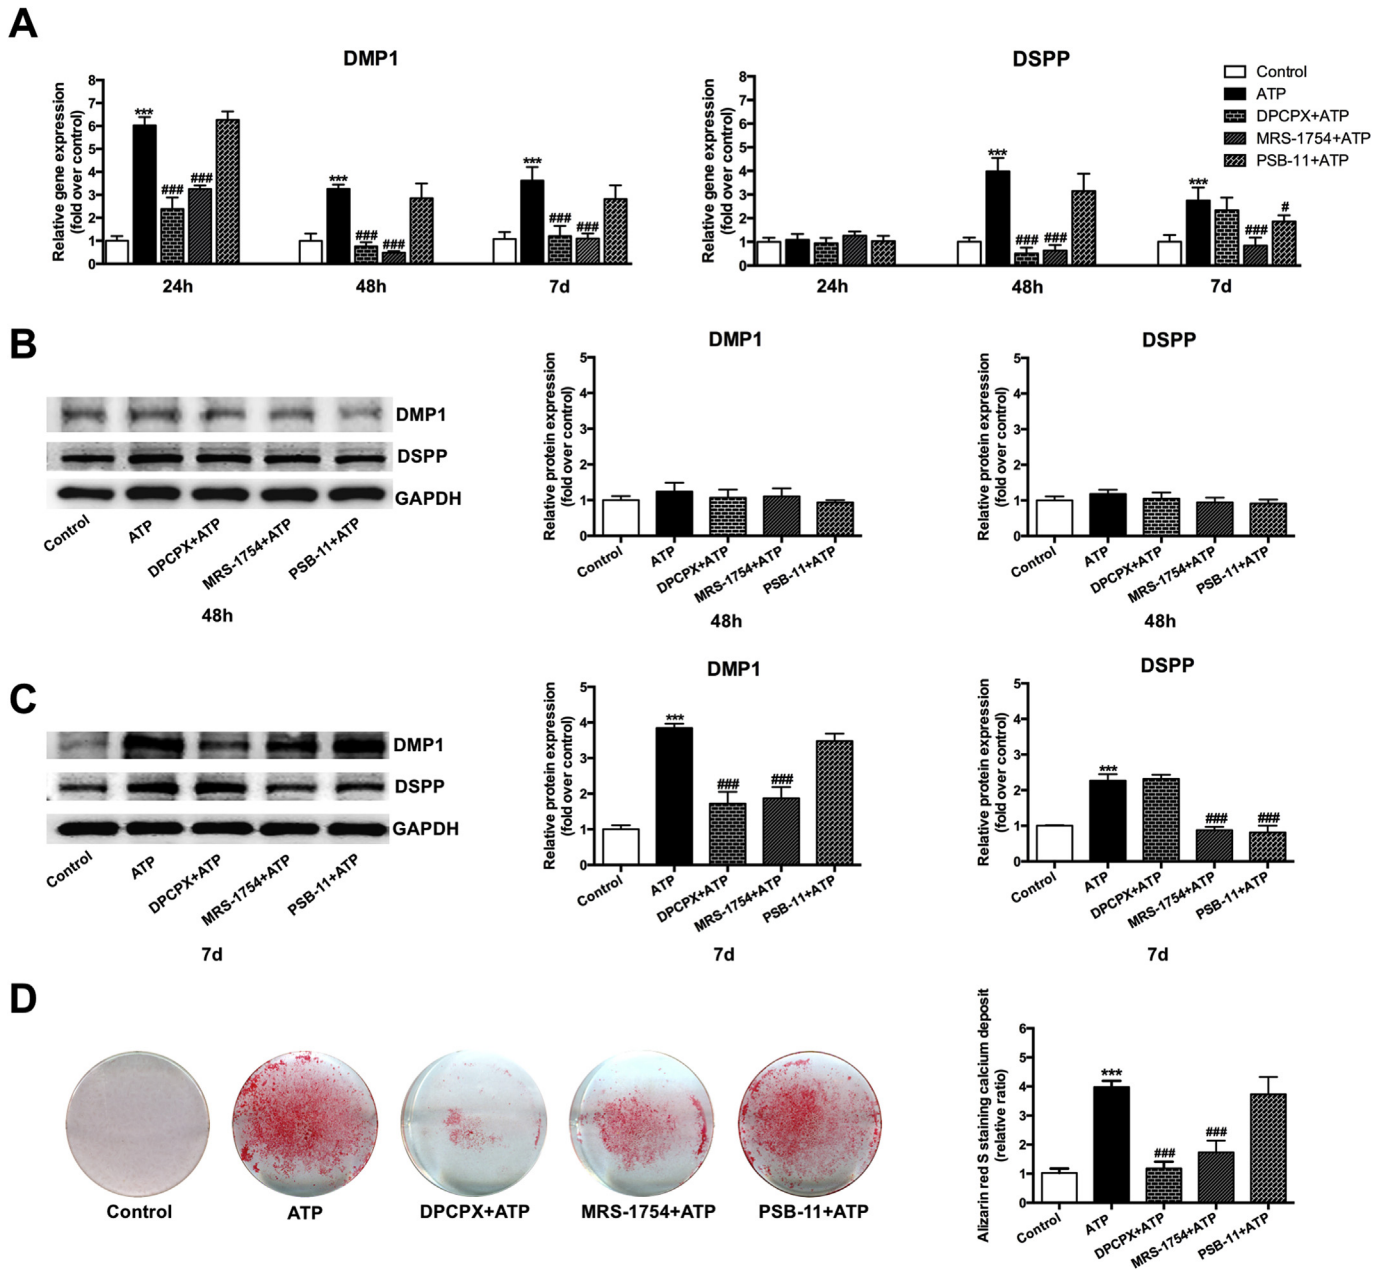 A
DMP1
Relative gene expression
(fold over control)
8
7
6
5
4
3
2
1
0
***
###
###
***
###
###
***
###
###
24h
48h
7d
DSPP
Relative gene expression
(fold over control)
8
7
6
5
4
3
2
1
0
***
###
###
***
###
#
24h
48h
7d
Control
ATP
DPCPX+ATP
MRS-1754+ATP
PSB-11+ATP
B
DMP1
DSPP
GAPDH
Control
ATP
DPCPX+ATP
MRS-1754+ATP
PSB-11+ATP
48h
DMP1
Relative protein expression
(fold over control)
5
4
3
2
1
0
Control
ATP
DPCPX+ATP
MRS-1754+ATP
PSB-11+ATP
48h
DSPP
Relative protein expression
(fold over control)
5
4
3
2
1
0
Control
ATP
DPCPX+ATP
MRS-1754+ATP
PSB-11+ATP
48h
C
DMP1
DSPP
GAPDH
Control
ATP
DPCPX+ATP
MRS-1754+ATP
PSB-11+ATP
7d
DMP1
Relative protein expression
(fold over control)
5
4
3
2
1
0
***
###
###
Control
ATP
DPCPX+ATP
MRS-1754+ATP
PSB-11+ATP
7d
DSPP
Relative protein expression
(fold over control)
5
4
3
2
1
0
***
###
###
Control
ATP
DPCPX+ATP
MRS-1754+ATP
PSB-11+ATP
7d
D
Control
ATP
DPCPX+ATP
MRS-1754+ATP
PSB-11+ATP
Alizarin red S staining calcium deposit
(relative ratio)
6
5
4
3
2
1
0
***
###
###
Control
ATP
DPCPX+ATP
MRS-1754+ATP
PSB-11+ATP